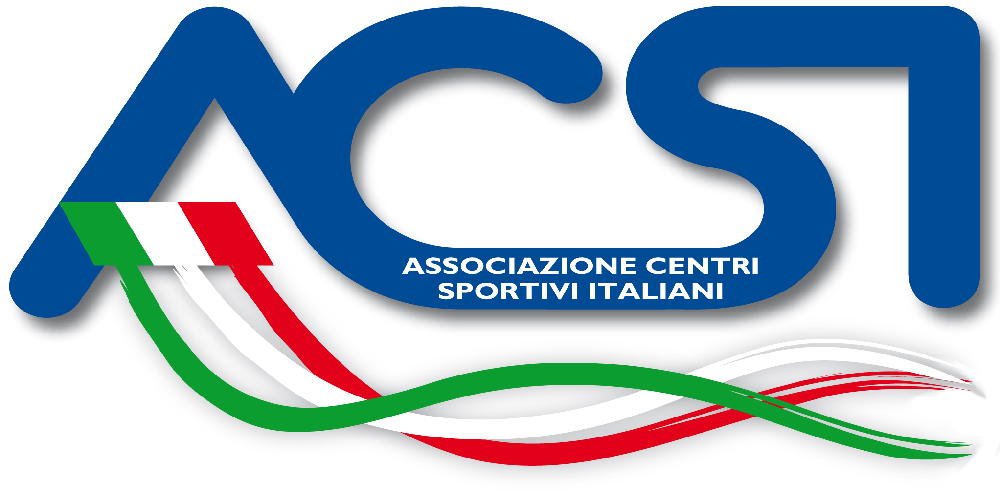 ACSI
ASSOCIAZIONE CENTRI
SPORTIVI ITALIANI